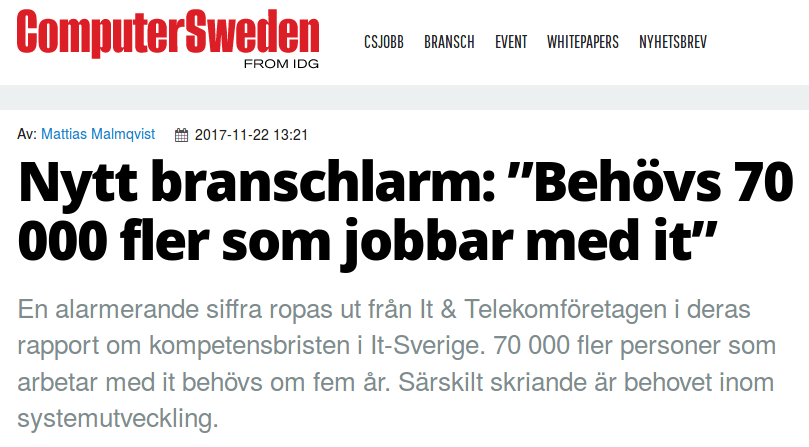 ComputerSweden
FROM IDG
CSJOBB BRANSCH EVENT WHITEPAPERS NYHETSBREV
Av: Mattias Malmqvist 2017-11-22 13:21
Nytt branschlarm: ”Behövs 70
000 fler som jobbar med it”
En alarmerande siffra ropas ut från It & Telekomföretagen i deras
rapport om kompetensbristen i It-Sverige. 70 000 fler personer som
arbetar med it behövs om fem år. Särskilt skriande är behovet inom
systemutveckling.